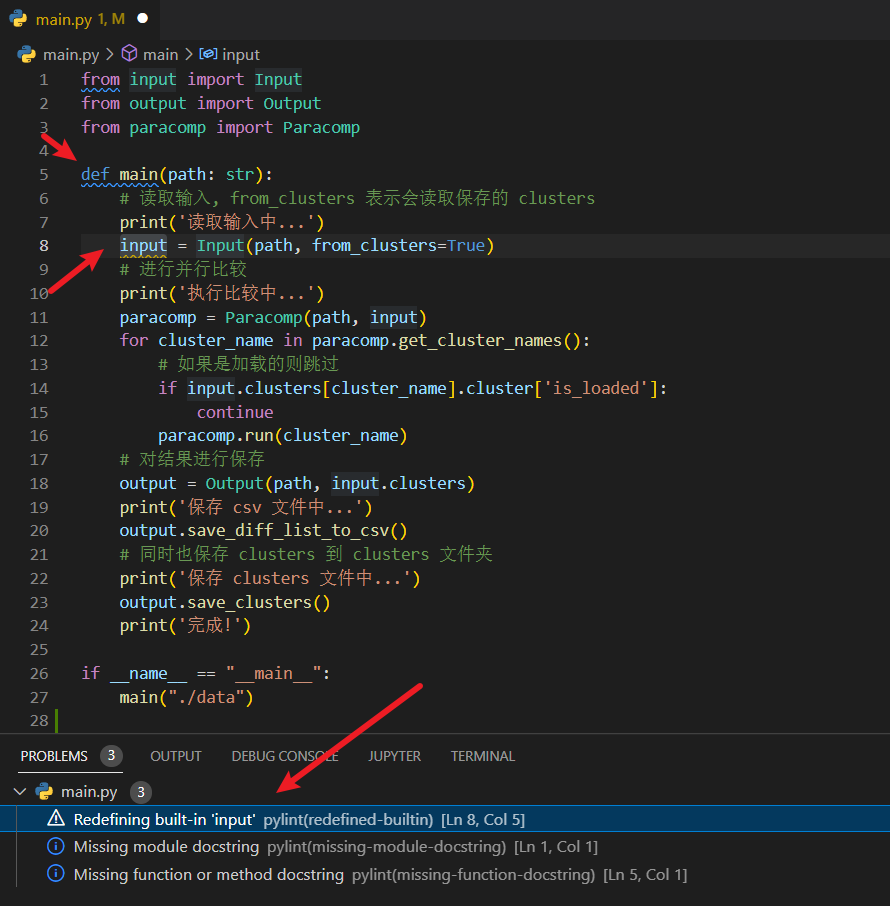 main.py 1, M
main.py > main > input
1 from input import Input
2 from output import Output
3 from paracomp import Paracomp
4
5 def main(path: str):
6 # 读取输入, from_clusters 表示会读取保存的 clusters
7 print('读取输入中...')
8 input = Input(path, from_clusters=True)
9 # 进行并行比较
10 print('执行比较中...')
11 paracomp = Paracomp(path, input)
12 for cluster_name in paracomp.get_cluster_names():
13 # 如果是加载的则跳过
14 if input.clusters[cluster_name].cluster['is_loaded']:
15 continue
16 paracomp.run(cluster_name)
17 # 对结果进行保存
18 output = Output(path, input.clusters)
19 print('保存 csv 文件中...')
20 output.save_diff_list_to_csv()
21 # 同时也保存 clusters 到 clusters 文件夹
22 print('保存 clusters 文件中...')
23 output.save_clusters()
24 print('完成!')
25
26 if __name__ == "__main__":
27 main("./data")
28
PROBLEMS 3 OUTPUT DEBUG CONSOLE JUPYTER TERMINAL
main.py 3
Redefining built-in 'input' pylint(redefined-builtin) [Ln 8, Col 5]
Missing module docstring pylint(missing-module-docstring) [Ln 1, Col 1]
Missing function or method docstring pylint(missing-function-docstring) [Ln 5, Col 1]